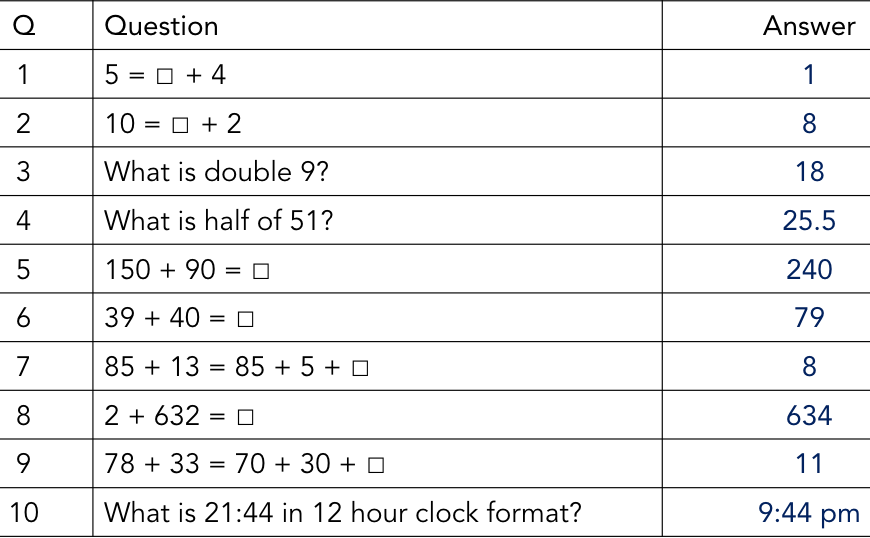 Q Question Answer
1 5 = □ + 4 1
2 10 = □ + 2 8
3 What is double 9? 18
4 What is half of 51? 25.5
5 150 + 90 = □ 240
6 39 + 40 = □ 79
7 85 + 13 = 85 + 5 + □ 8
8 2 + 632 = □ 634
9 78 + 33 = 70 + 30 + □ 11
10 What is 21:44 in 12 hour clock format? 9:44 pm